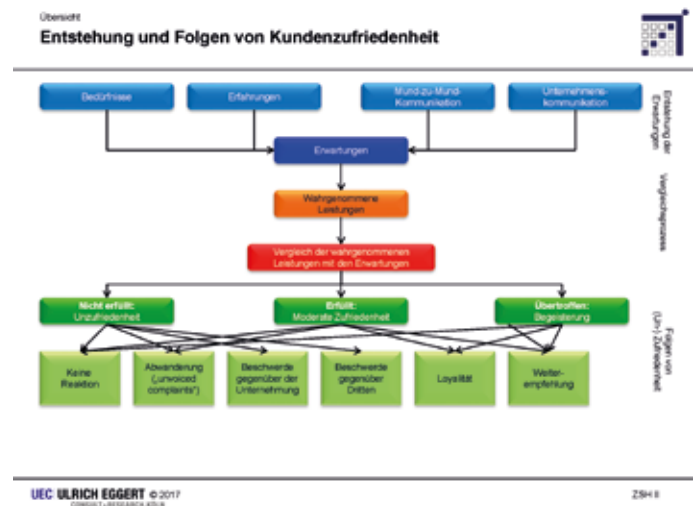 Übersicht
Entstehung und Folgen von Kundenzufriedenheit
Bedürfnisse
Erfahrungen
Mund-zu-Mund-
Kommunikation
Unternehmens-
kommunikation
Entstehung der
Erwartungen
Erwartungen
Vergleichsprozess
Wahrgenommene
Leistungen
Vergleich der wahrgenommenen
Leistungen mit den Erwartungen
Nicht erfüllt:
Unzufriedenheit
Erfüllt:
Moderate Zufriedenheit
Übertroffen:
Begeisterung
Folgen von
(Un-) Zufriedenheit
Keine
Reaktion
Abwanderung
(„unvoiced
complaints“)
Beschwerde
gegenüber der
Unternehmung
Beschwerde
gegenüber
Dritten
Loyalität
Weiter-
empfehlung
UEC ULRICH EGGERT © 2017
CONSULT+RESEARCH KÖLN
ZSH II